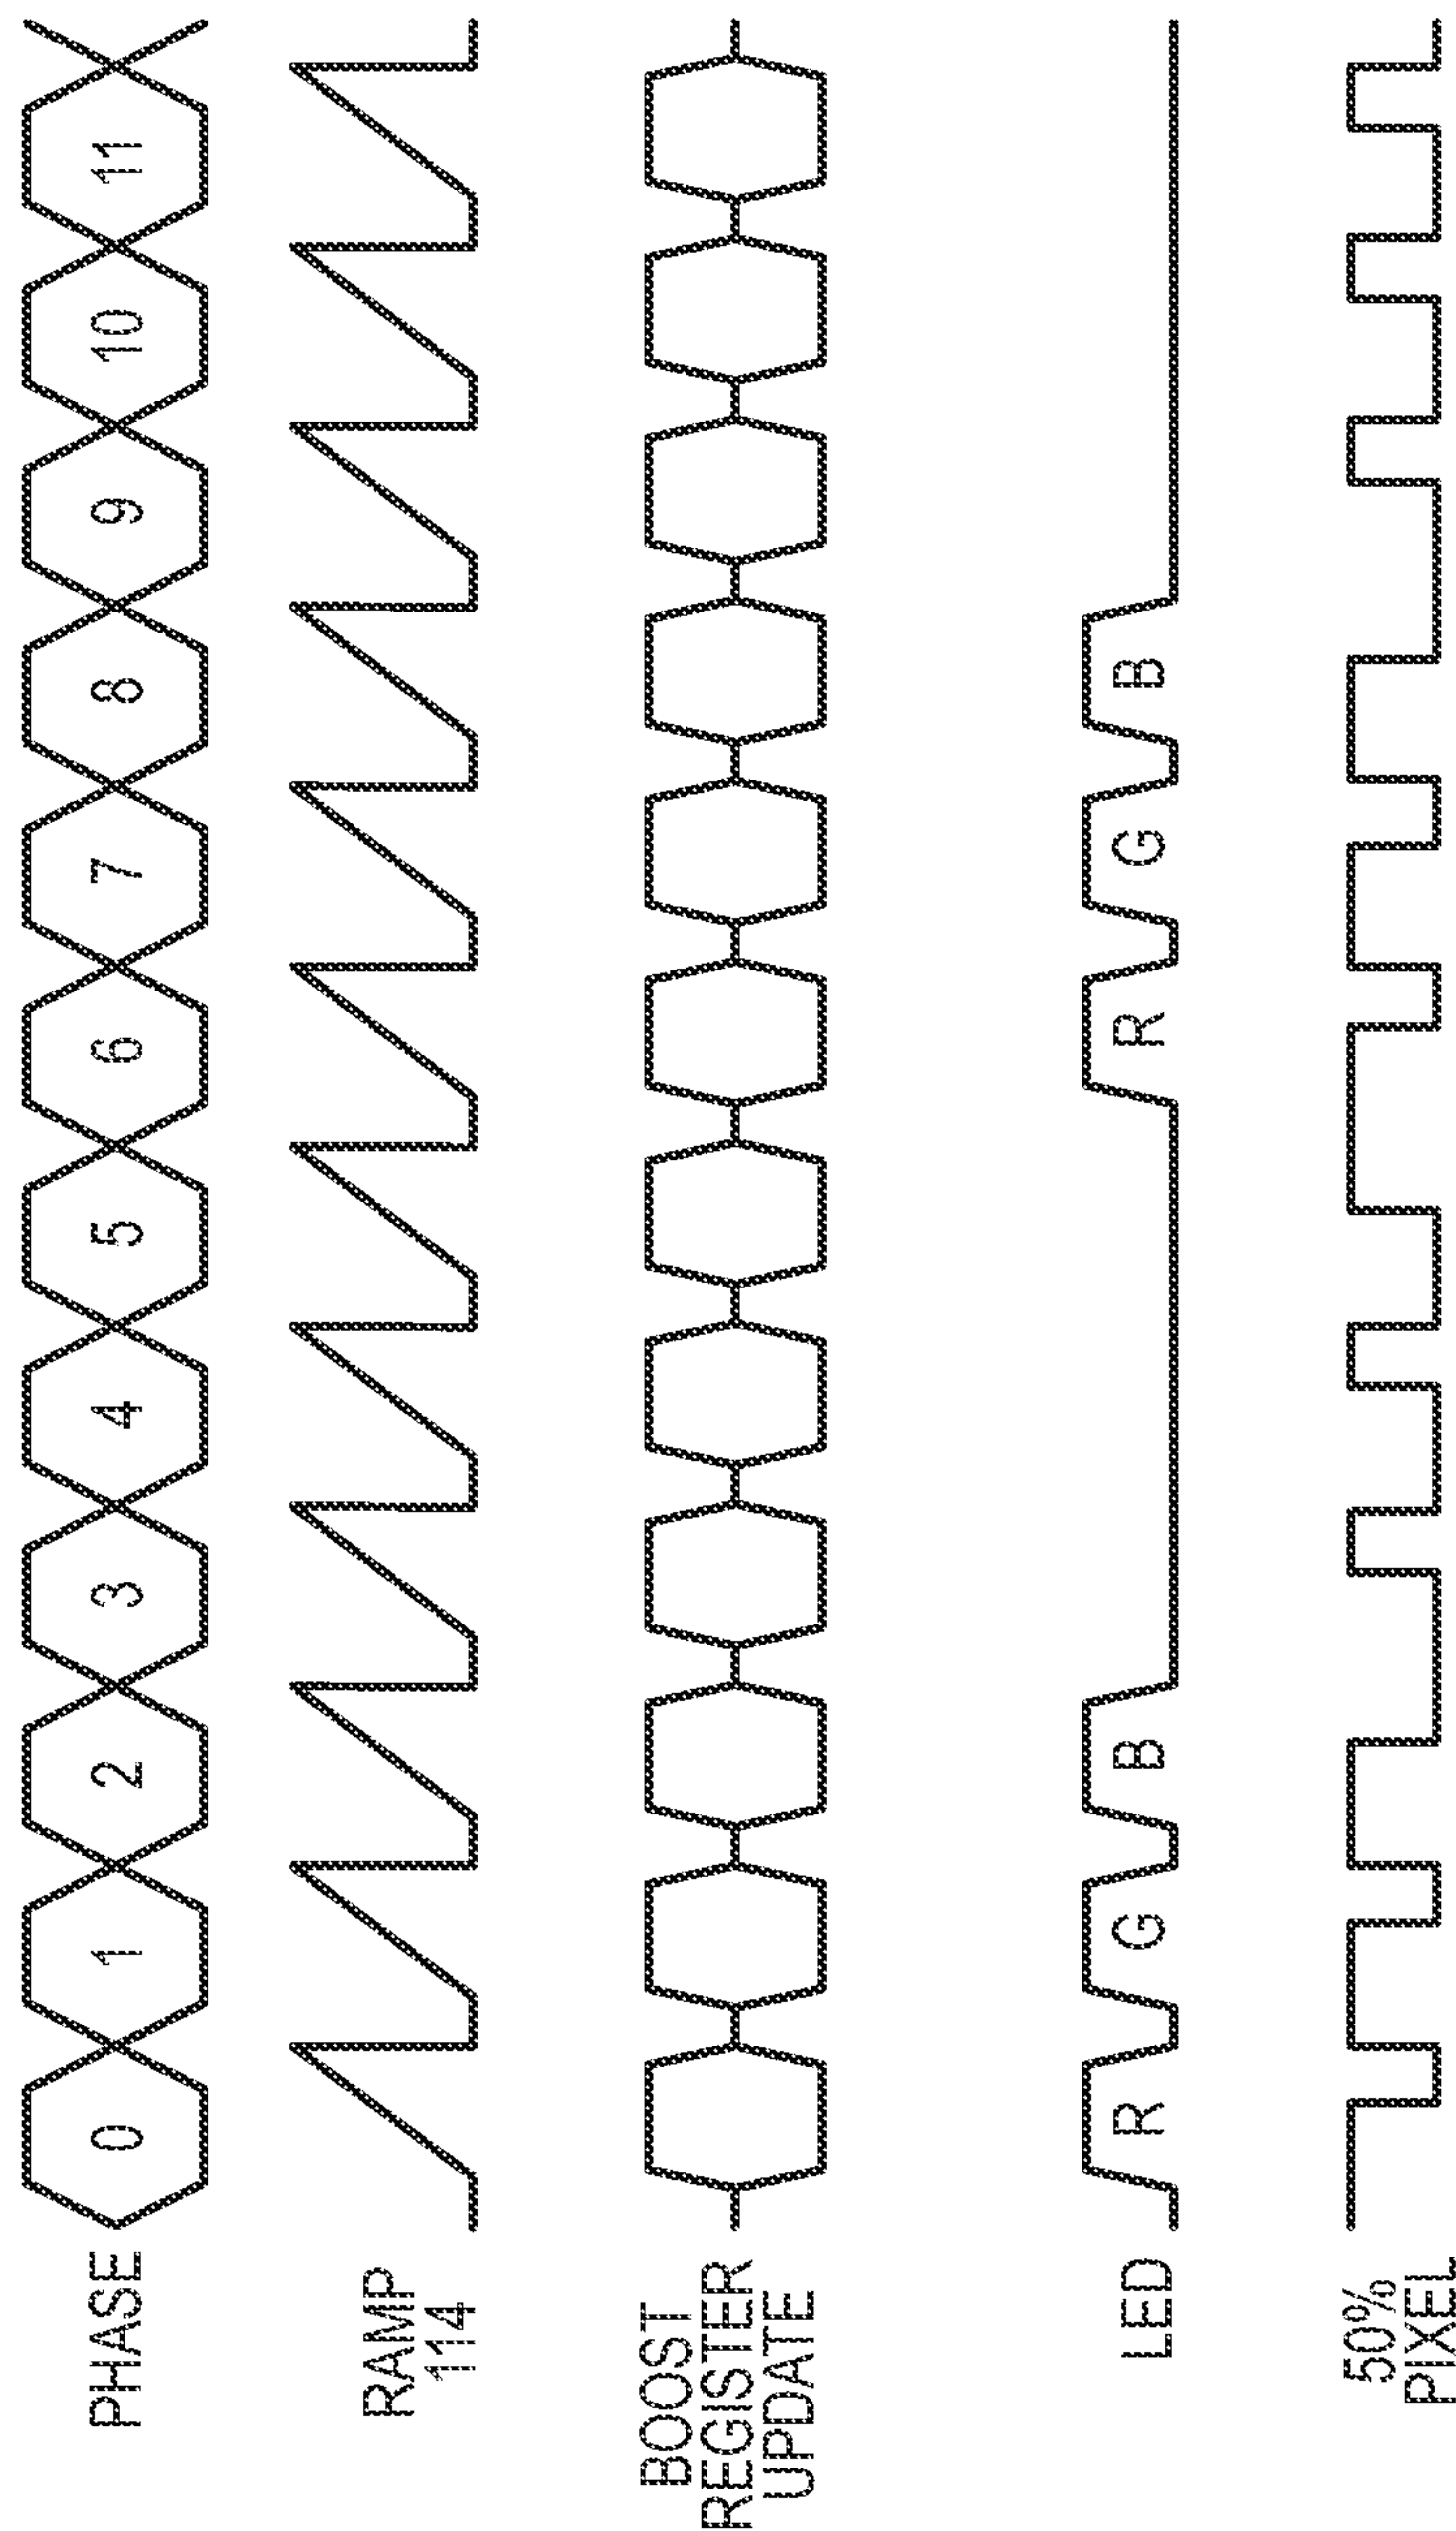 PHASE
0 1 2 3 4 5 6 7 8 9 10 11
RAMP
114
BOOST
REGISTER
UPDATE
LED
R G B R G B
50%
PIXEL